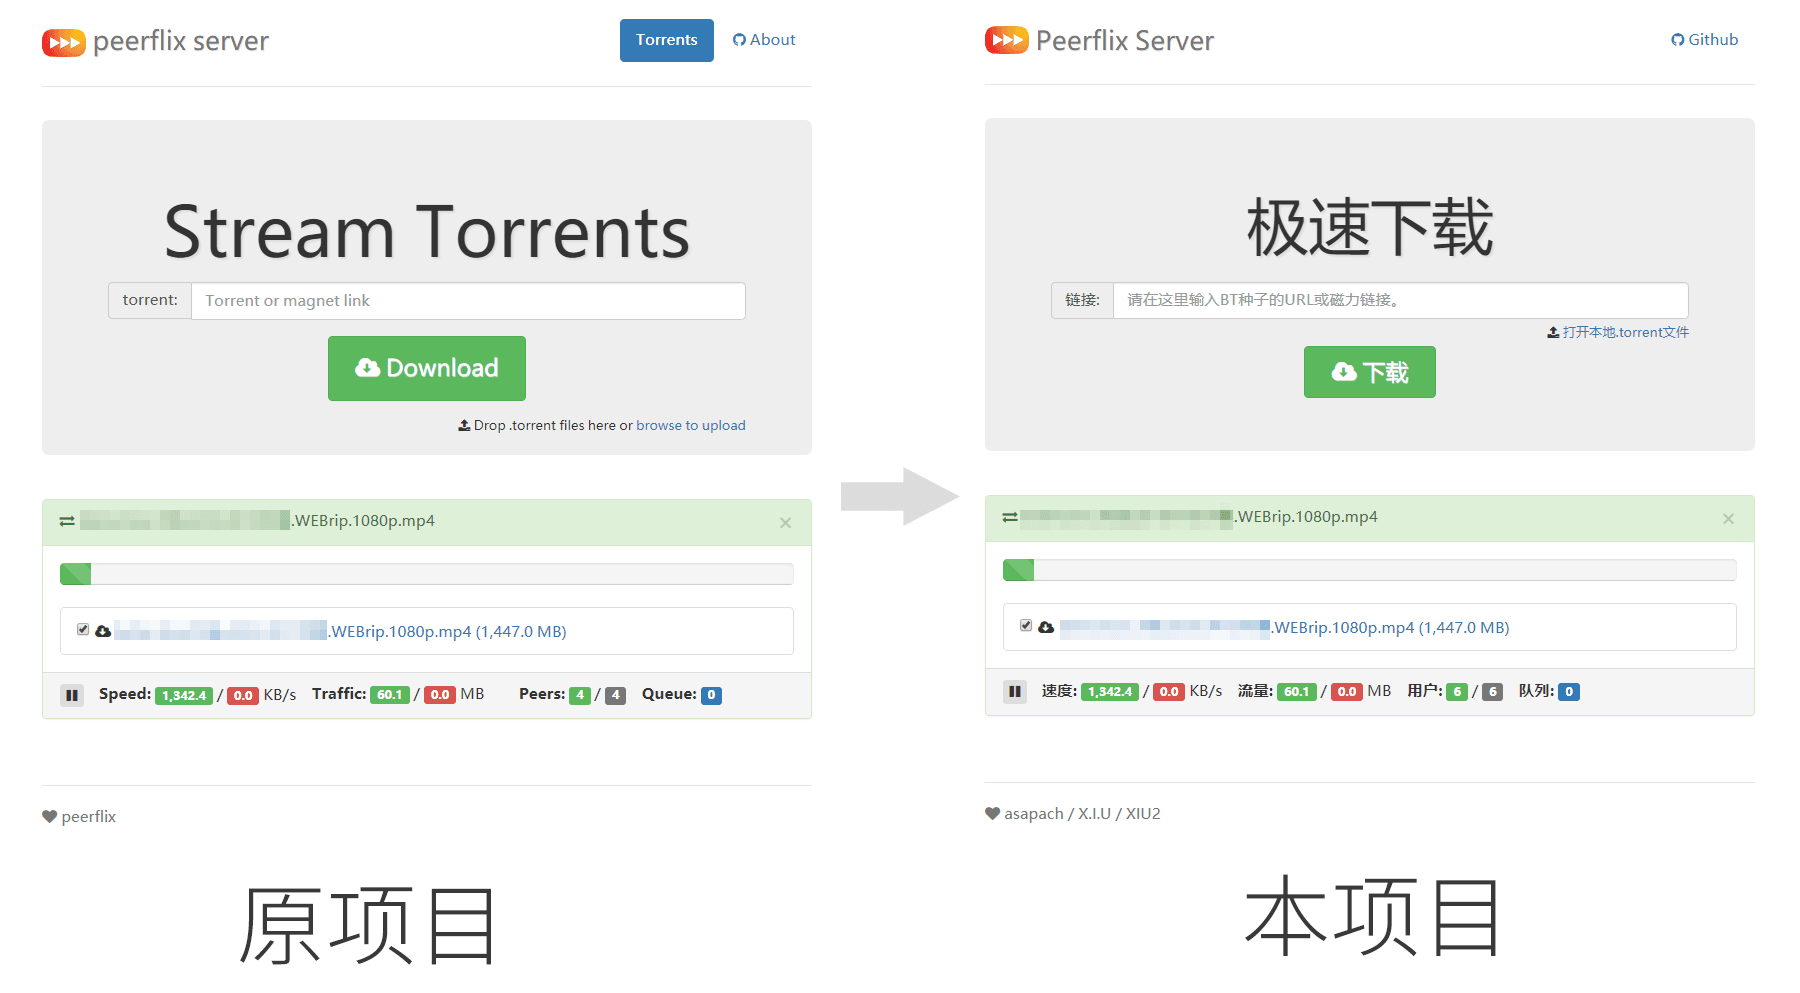 peerflix server
Torrents
About
Stream Torrents
torrent:
Torrent or magnet link
Download
Drop .torrent files here or browse to upload
.WEBrip.1080p.mp4
×
.WEBrip.1080p.mp4 (1,447.0 MB)
Speed: 1,342.4 / 0.0 KB/s Traffic: 60.1 / 0.0 MB Peers: 4 / 4 Queue: 0
peerflix
原项目
Peerflix Server
Github
极速下载
链接:
请在这里输入BT种子的URL或磁力链接。
打开本地.torrent文件
下载
.WEBrip.1080p.mp4
×
.WEBrip.1080p.mp4 (1,447.0 MB)
速度: 1,342.4 / 0.0 KB/s 流量: 60.1 / 0.0 MB 用户: 6 / 6 队列: 0
asapach / X.I.U / XIU2
本项目